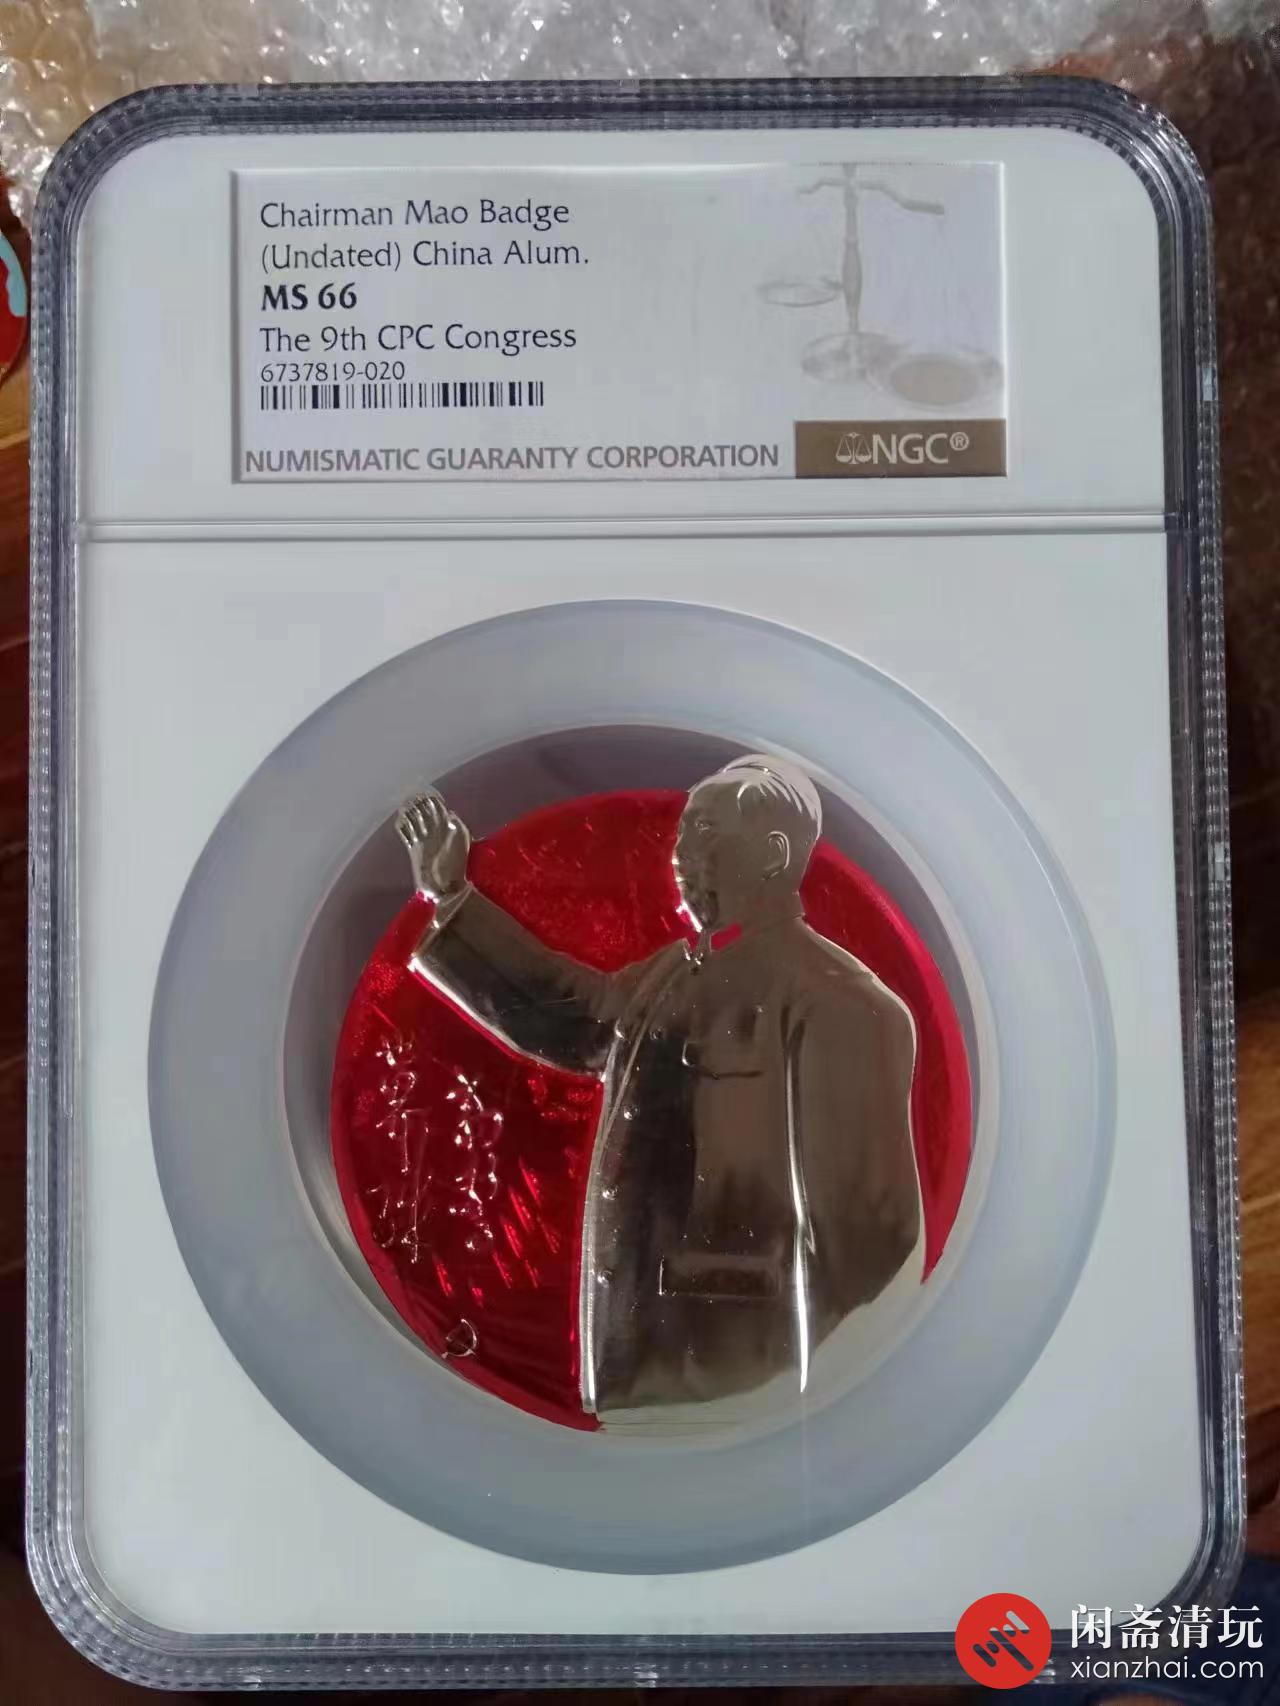 Chairman Mao Badge
(Undated) China Alum.
MS 66
The 9th CPC Congress
6737819-020
NUMISMATIC GUARANTY CORPORATION
NGC®
闲斋清玩
xianzhai.com